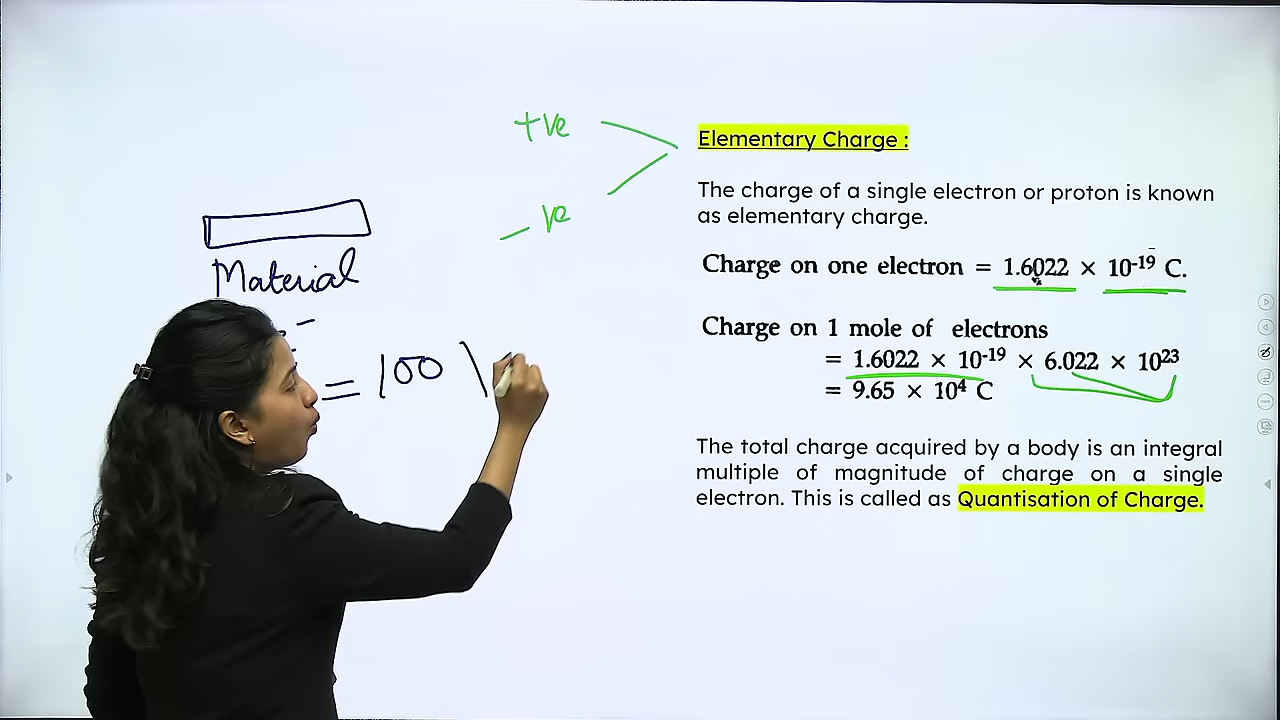 +ve
- ve
Material
= 100 \
Elementary Charge :
The charge of a single electron or proton is known
as elementary charge.
Charge on one electron = 1.6022 × 10⁻¹⁹ C.
Charge on 1 mole of electrons
= 1.6022 × 10⁻¹⁹ × 6.022 × 10²³
= 9.65 × 10⁴ C
The total charge acquired by a body is an integral
multiple of magnitude of charge on a single
electron. This is called as Quantisation of Charge.